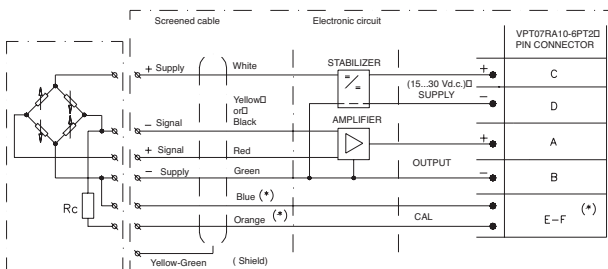 Screened cable
Electronic circuit
VPT07RA10-6PT2□
PIN CONNECTOR
+ Supply
White
STABILIZER
= / =
(15...30 Vd.c.)□
SUPPLY
+
C
−
D
Yellow□
or□
Black
− Signal
AMPLIFIER
+
A
+ Signal
Red
OUTPUT
− Supply
Green
−
B
Blue (*)
Rc
Orange (*)
CAL
E-F (*)
Yellow-Green
( Shield)